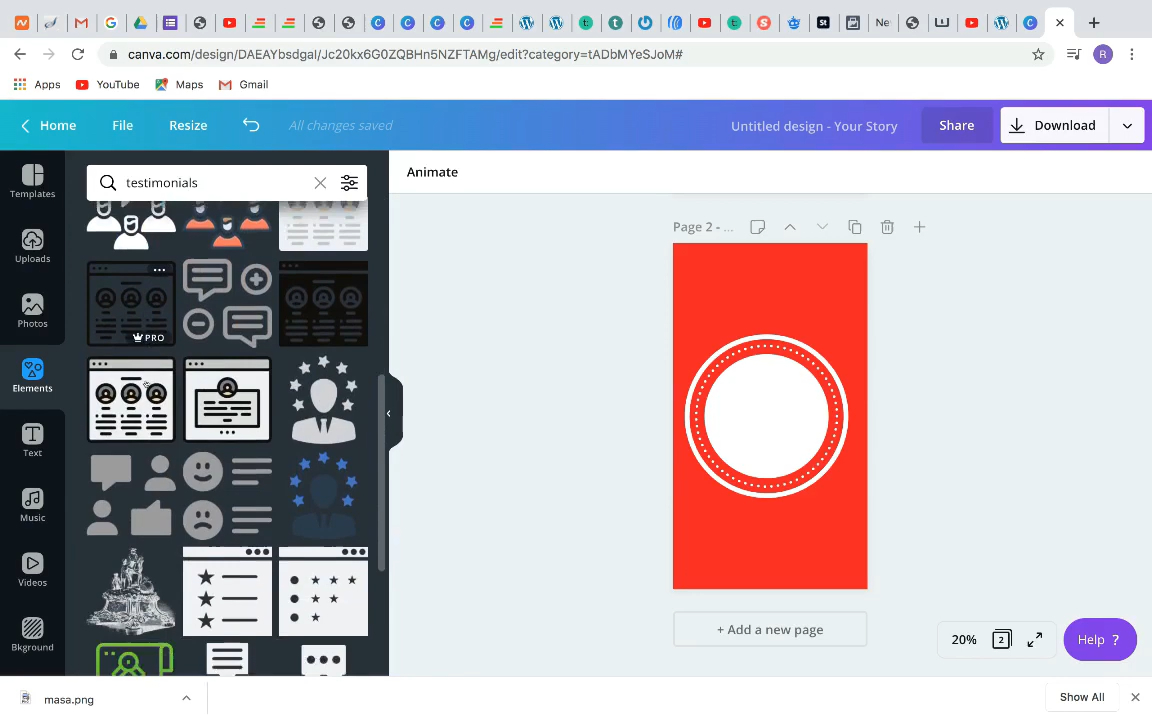 St
Ne
canva.com/design/DAEAYbsdgaI/Jc20kx6G0ZQBHn5NZFTAMg/edit?category=tADbMYeSJoM#
R
Apps YouTube Maps Gmail
Home File Resize All changes saved Untitled design - Your Story Share Download
Templates
Uploads
Photos
Elements
Text
Music
Videos
Bkground
testimonials
PRO
Animate
Page 2 - ...
+ Add a new page
20% 2 Help ?
masa.png Show All